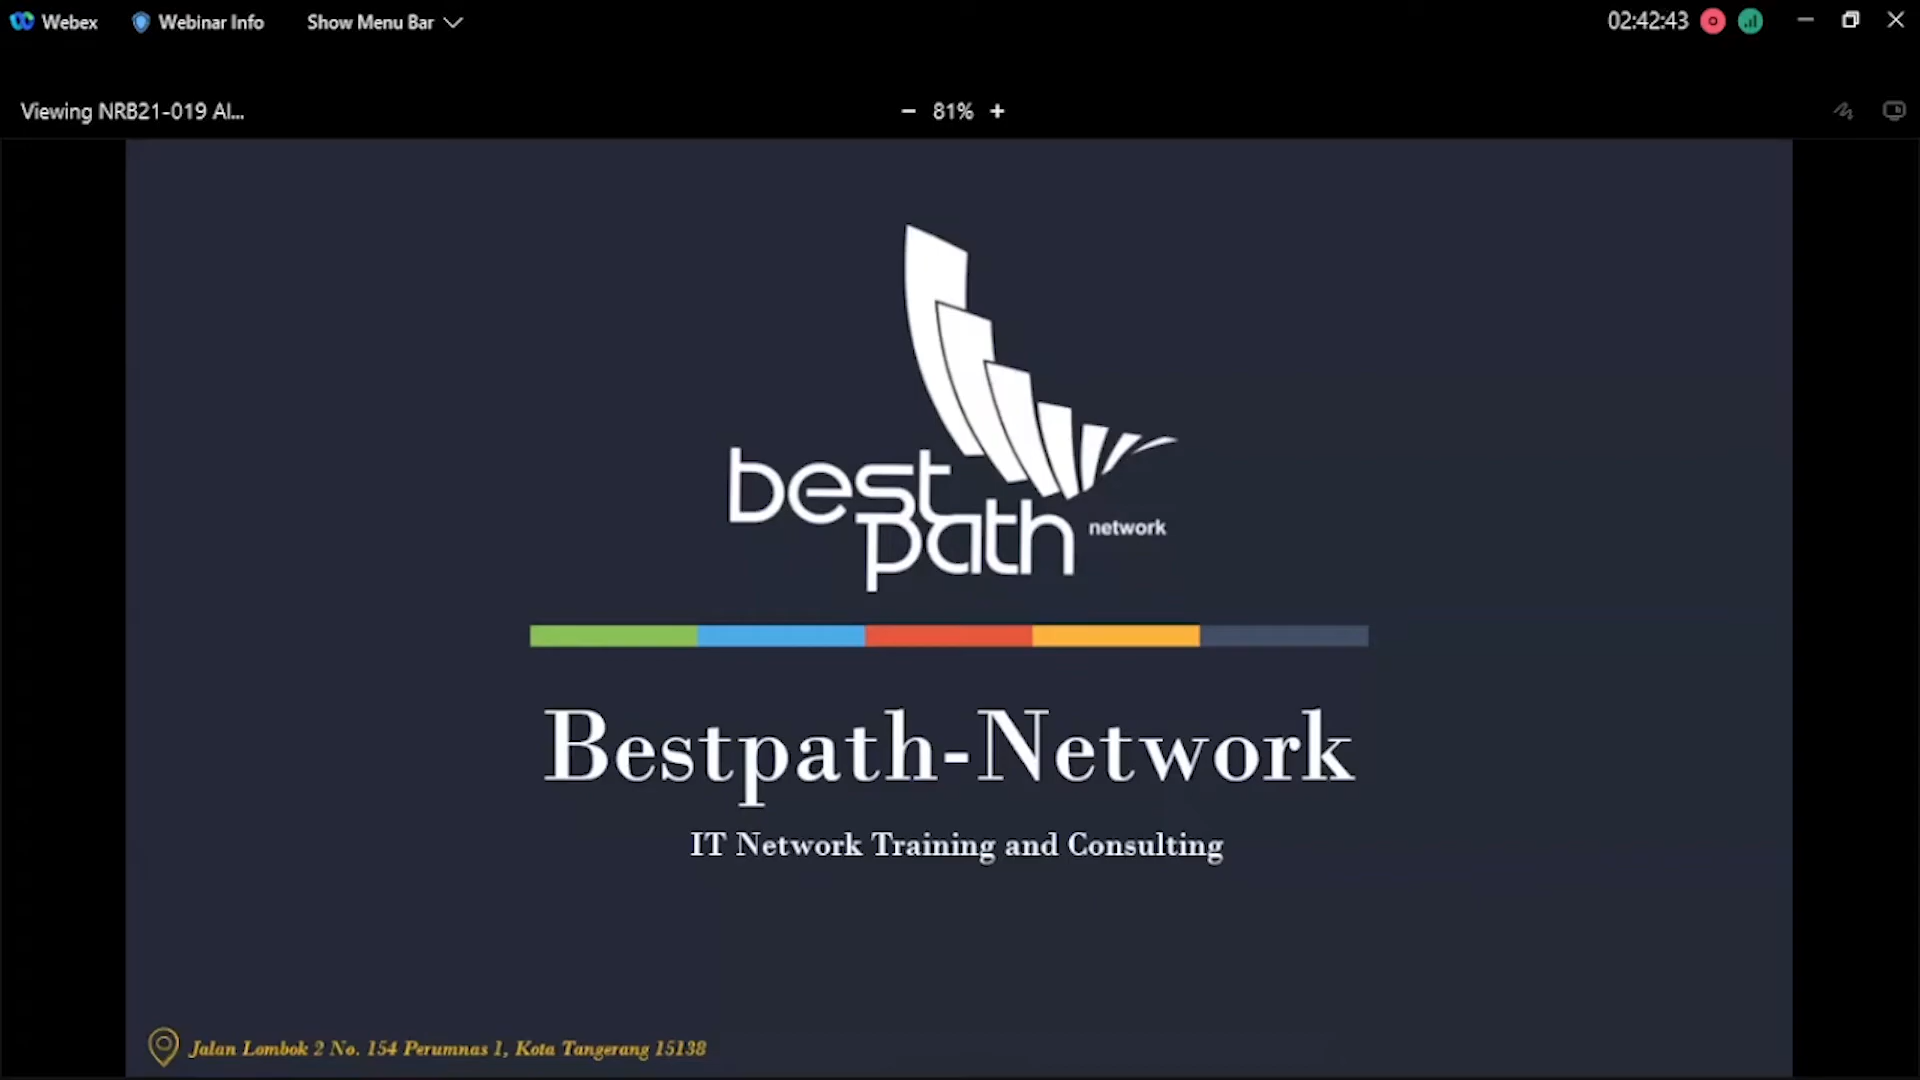 Webex Webinar Info Show Menu Bar 02:42:43
Viewing NRB21-019 Al... − 81% +
best
path network
Bestpath-Network
IT Network Training and Consulting
Jalan Lombok 2 No. 154 Perumnas 1, Kota Tangerang 15138